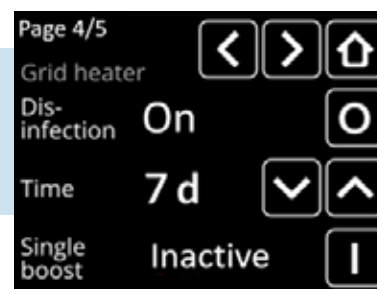 Page 4/5
Grid heater
Dis-
infection On
Time 7 d
Single
boost Inactive